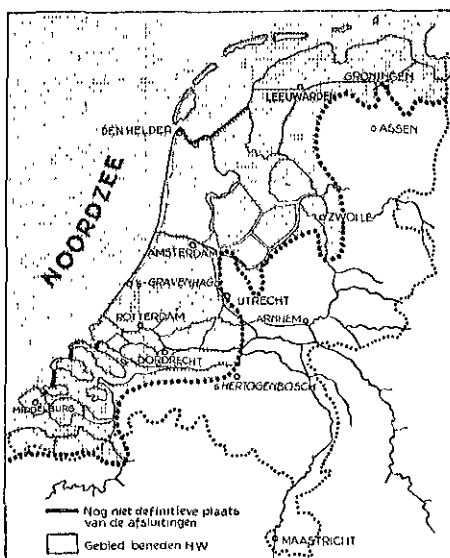 GRONINGEN
LEEUWARDEN
ASSEN
DEN HELDER
NOORDZEE
ZWOLLE
AMSTERDAM
's-GRAVENHAGE
UTRECHT
ROTTERDAM
ARNHEM
DORDRECHT
's HERTOGENBOSCH
MIDDELBURG
Nog niet definitieve plaats
van de afsluitingen
Gebied beneden HW
MAASTRICHT